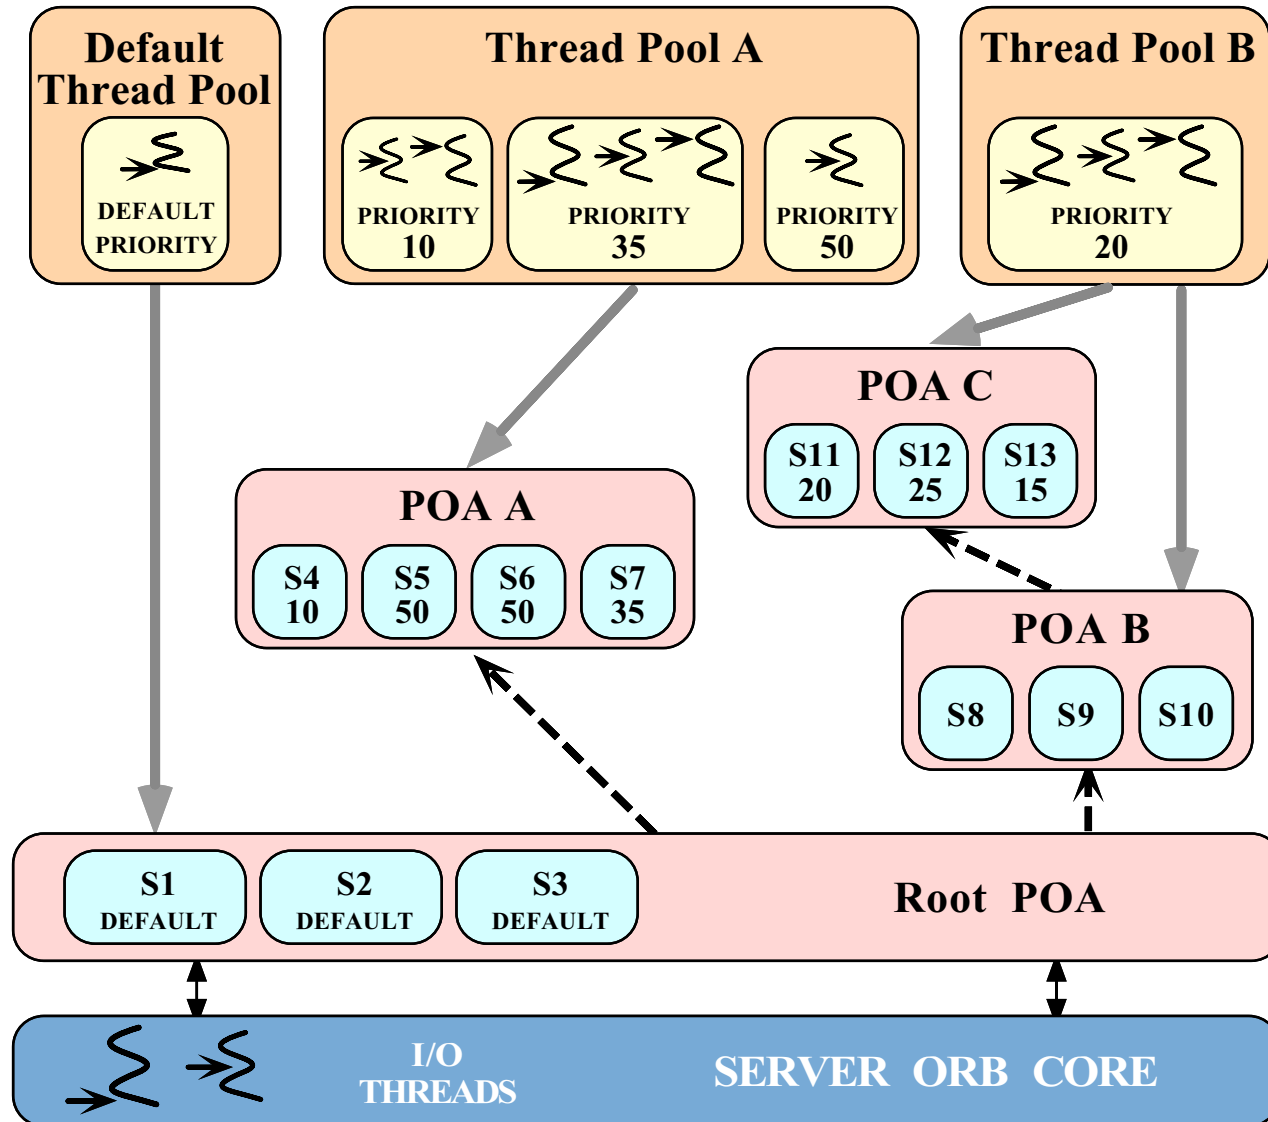 Default
Thread Pool
DEFAULT
PRIORITY
Thread Pool A
PRIORITY
10
PRIORITY
35
PRIORITY
50
Thread Pool B
PRIORITY
20
POA C
S11
20
S12
25
S13
15
POA A
S4
10
S5
50
S6
50
S7
35
POA B
S8
S9
S10
S1
DEFAULT
S2
DEFAULT
S3
DEFAULT
Root POA
I/O
THREADS
SERVER ORB CORE